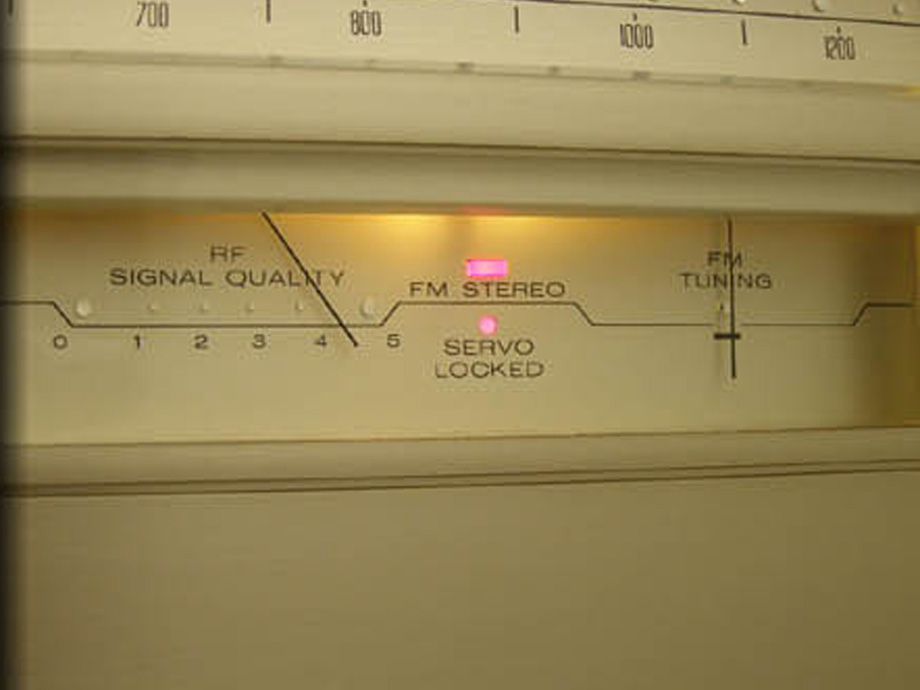 700 800 1000 1200
RF
SIGNAL QUALITY
FM STEREO
FM
TUNING
0 1 2 3 4 5
SERVO
LOCKED